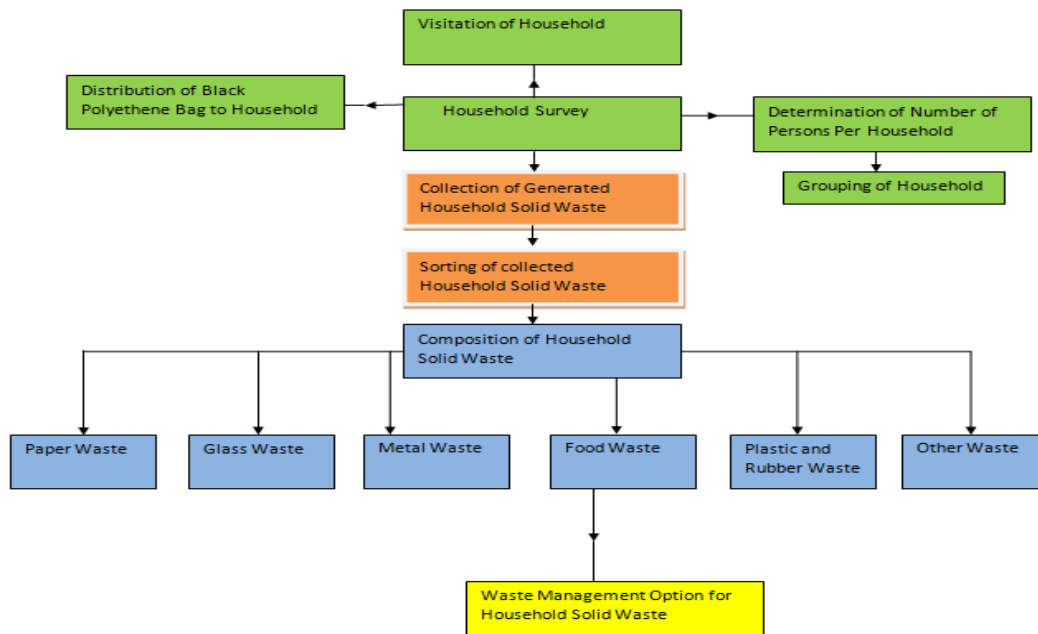 Visitation of Household
Distribution of Black
Polyethene Bag to Household
Household Survey
Determination of Number of
Persons Per Household
Grouping of Household
Collection of Generated
Household Solid Waste
Sorting of collected
Household Solid Waste
Composition of Household
Solid Waste
Paper Waste
Glass Waste
Metal Waste
Food Waste
Plastic and
Rubber Waste
Other Waste
Waste Management Option for
Household Solid Waste